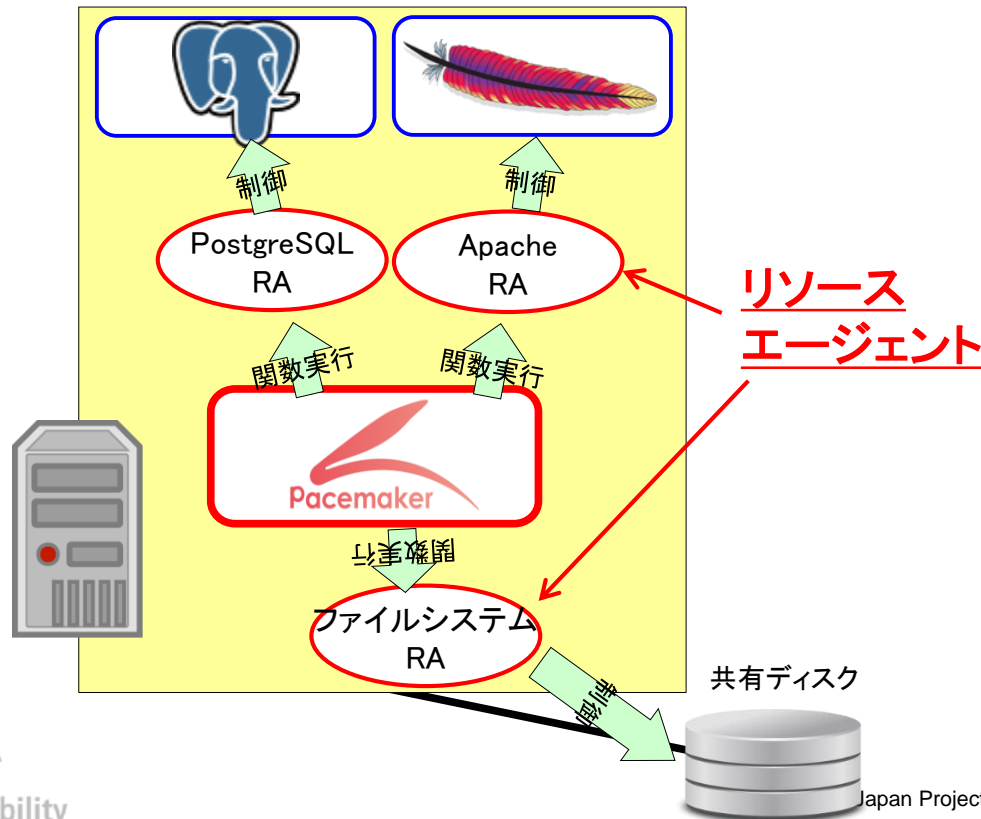 制御
制御
PostgreSQL
RA
Apache
RA
リソース
エージェント
関数実行
関数実行
Pacemaker
関数実行
ファイルシステム
RA
制御
共有ディスク
bility
Japan Project